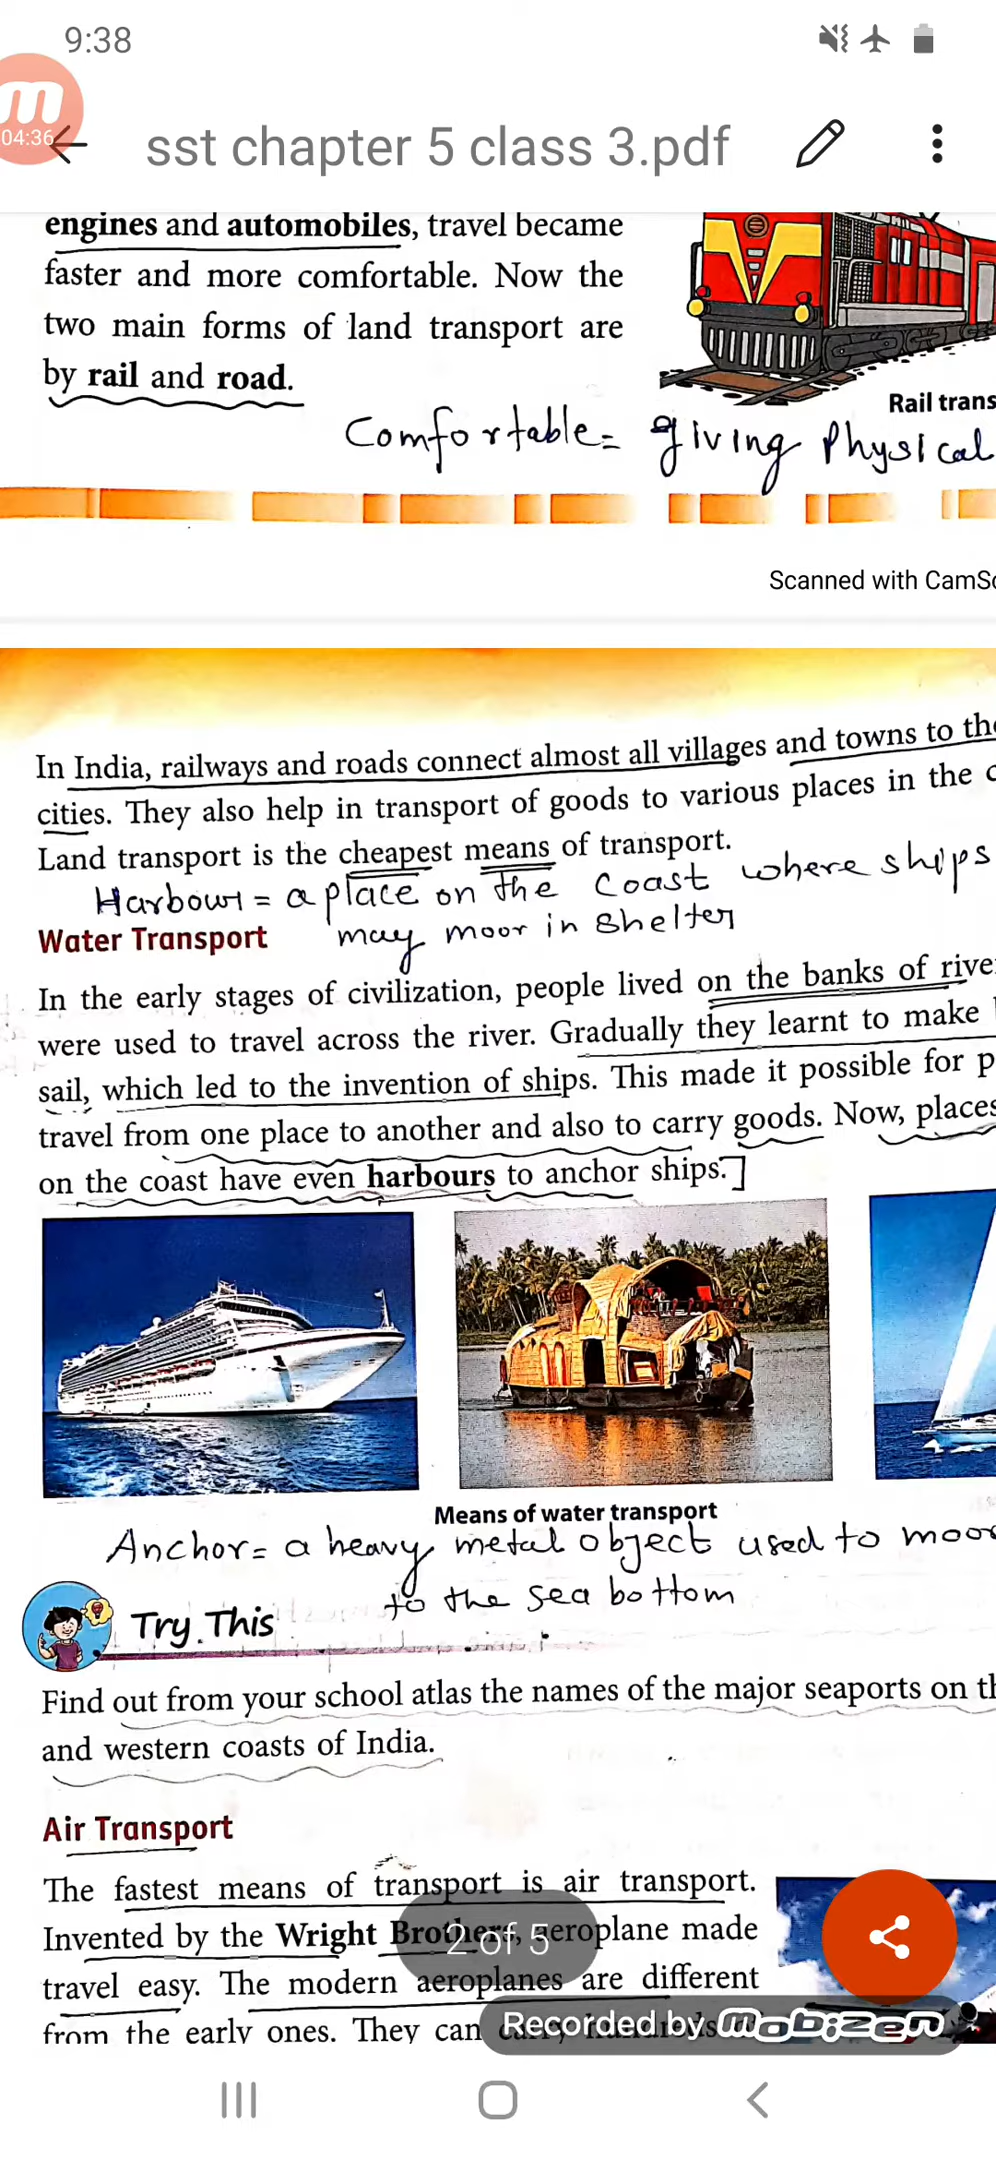 9:38
04:36
sst chapter 5 class 3.pdf
engines and automobiles, travel became
faster and more comfortable. Now the
two main forms of land transport are
by rail and road.
Rail trans
Comfortable = giving Physical
Scanned with CamSc
In India, railways and roads connect almost all villages and towns to the
cities. They also help in transport of goods to various places in the c
Land transport is the cheapest means of transport.
Harbour = a place on the coast where ships
may moor in shelter
Water Transport
In the early stages of civilization, people lived on the banks of rive
were used to travel across the river. Gradually they learnt to make
sail, which led to the invention of ships. This made it possible for p
travel from one place to another and also to carry goods. Now, places
on the coast have even harbours to anchor ships.]
Means of water transport
Anchor = a heavy metal object used to moor
to the sea bottom
Try This
Find out from your school atlas the names of the major seaports on th
and western coasts of India.
Air Transport
The fastest means of transport is air transport.
Invented by the Wright Brothers, aeroplane made
travel easy. The modern aeroplanes are different
from the early ones. They can carry hundreds
2 of 5
Recorded by mobizen